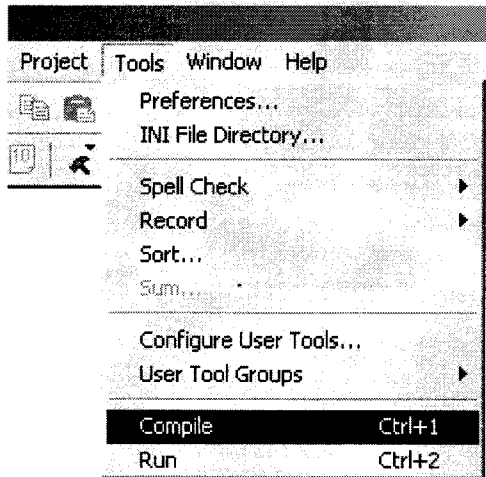 Project Tools Window Help
Preferences...
INI File Directory...
Spell Check
Record
Sort...
Sum...
Configure User Tools...
User Tool Groups
Compile Ctrl+1
Run Ctrl+2